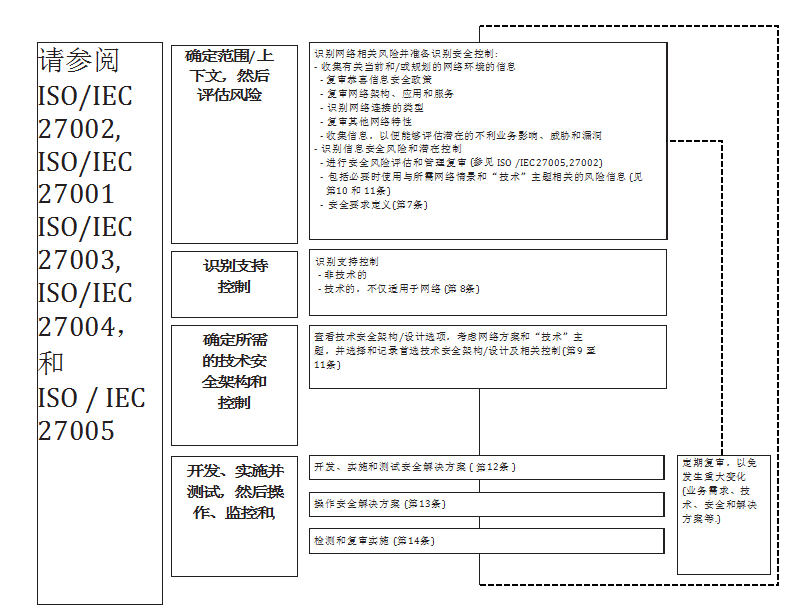 请参阅
ISO/IEC
27002,
ISO/IEC
27001
ISO/IEC
27003,
ISO/IEC
27004，
和
ISO / IEC
27005
确定范围/上
下文，然后
评估风险
识别网络相关风险并准备识别安全控制:
- 收集有关当前和/或规划的网络环境的信息
- 复审恭喜信息安全政策
- 复审网络架构、应用和服务
- 识别网络连接的类型
- 复审其他网络特性
- 收集信息，以便能够评估潜在的不利业务影响、威胁和漏洞
- 识别信息安全风险和潜在控制
- 进行安全风险评估和管理复审 (参见 ISO /IEC27005,27002)
- 包括必要时使用与所需网络情景和“技术”主题相关的风险信息 (见
第10 和 11条)
- 安全要求定义(第7条)
识别支持
控制
识别支持控制
- 非技术的
- 技术的，不仅适用于网络 (第 8条)
确定所需
的技术安
全架构和
控制
查看技术安全架构/设计选项，考虑网络方案和“技术”主
题，并选择和记录首选技术安全架构/设计及相关控制(第9 至
11条)
开发、实施并
测试，然后操
作、监控和,
开发、实施和测试安全解决方案 ( 第12条 )
操作安全解决方案 (第13条)
检测和复审实施 (第14条)
定期复审，以免
发生重大变化
(业务需求、技
术、安全和解决
方案等.)